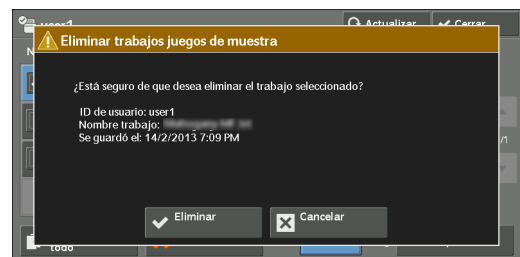 user1
Actualizar
Cerrar
Eliminar trabajos juegos de muestra
N
¿Está seguro de que desea eliminar el trabajo seleccionado?
ID de usuario: user1
Nombre trabajo:
Se guardó el: 14/2/2013 7:09 PM
/1
Eliminar
Cancelar
todo